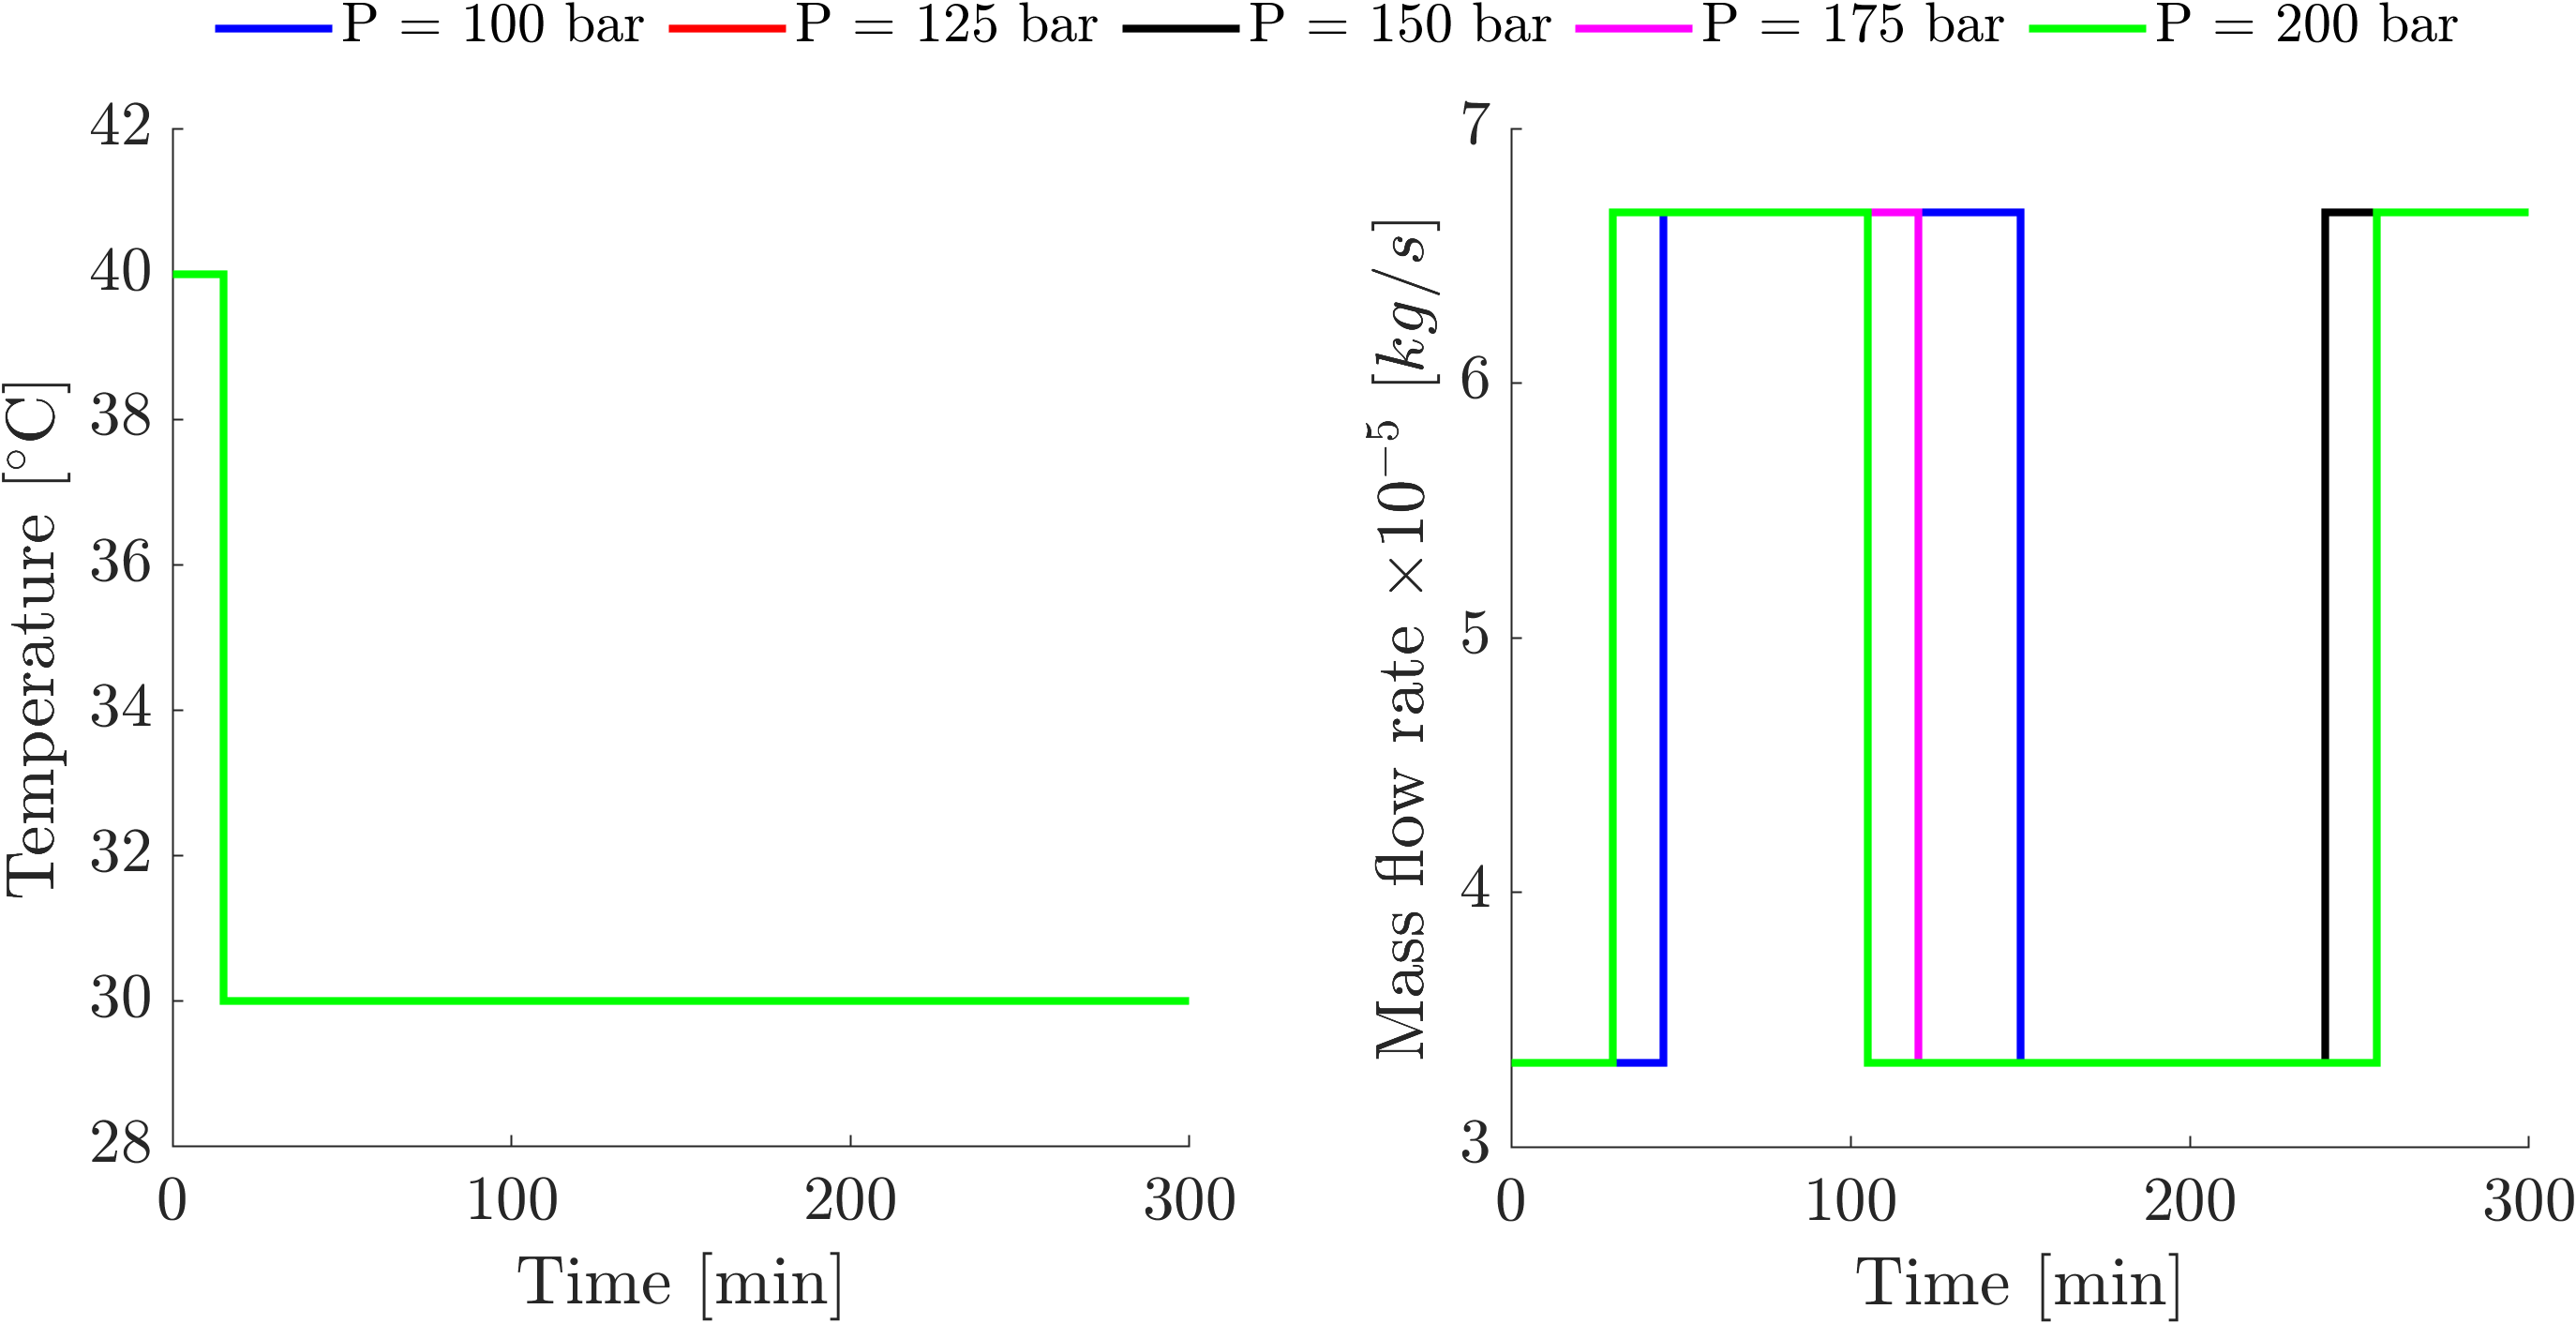 P = 100 bar P = 125 bar P = 150 bar P = 175 bar P = 200 bar
Temperature [°C]
42
40
38
36
34
32
30
28
0 100 200 300
Time [min]
Mass flow rate ×10⁻⁵ [kg/s]
7
6
5
4
3
0 100 200 300
Time [min]